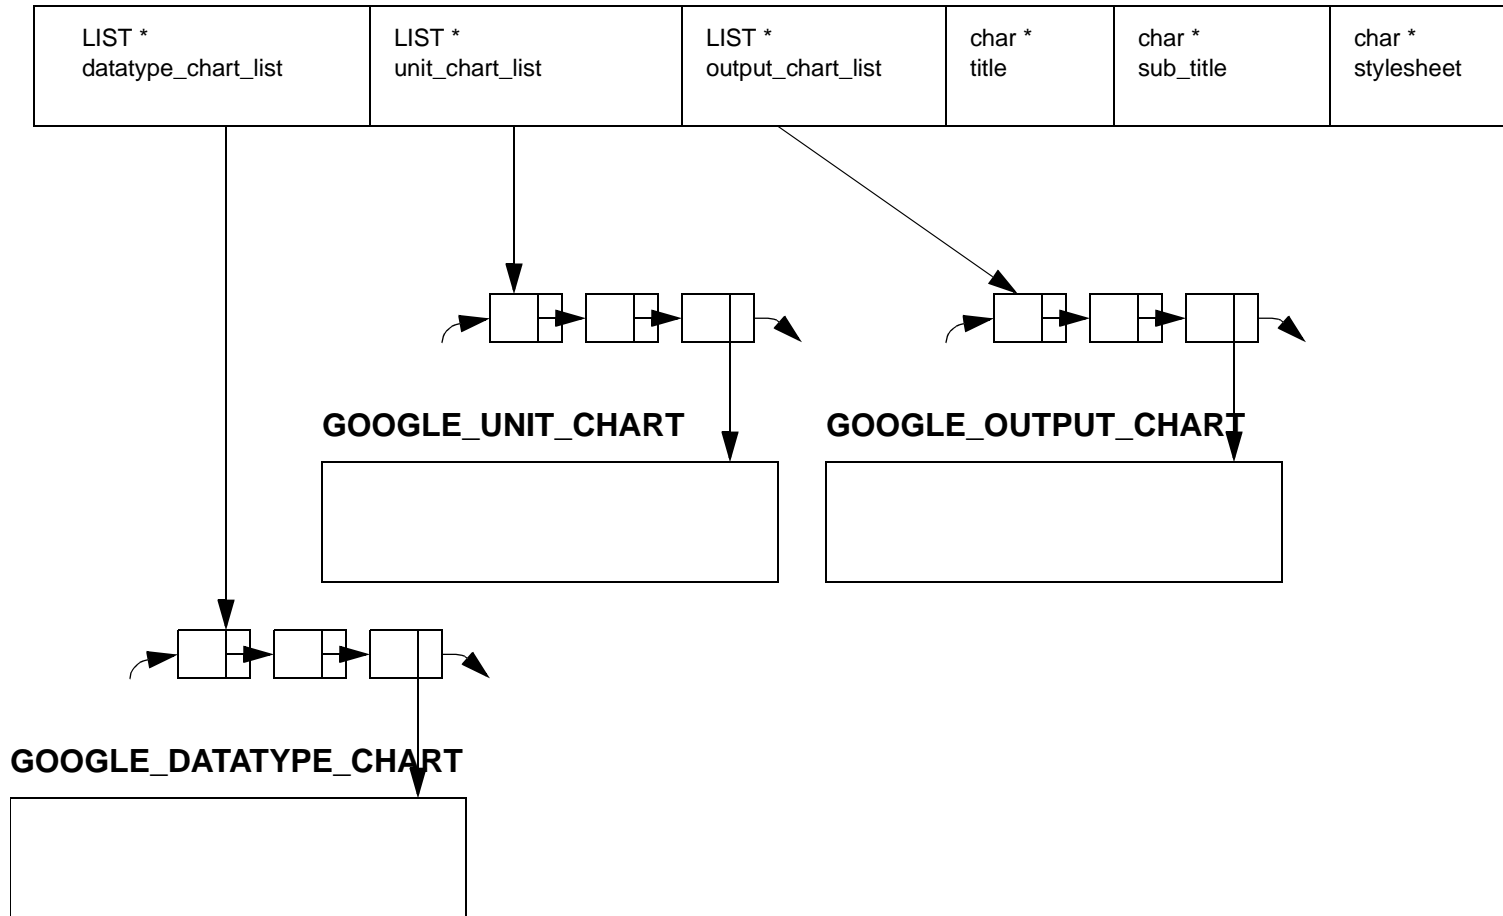 LIST *
datatype_chart_list
LIST *
unit_chart_list
LIST *
output_chart_list
char *
title
char *
sub_title
char *
stylesheet
GOOGLE_UNIT_CHART
GOOGLE_OUTPUT_CHART
GOOGLE_DATATYPE_CHART